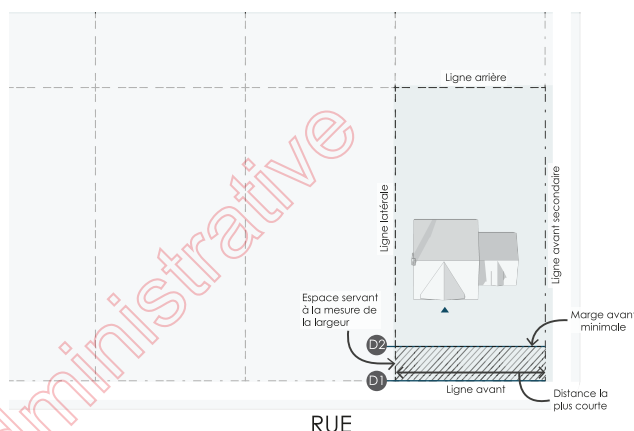 Ligne arrière
Ligne latérale
Ligne avant secondaire
Espace servant
à la mesure de
la largeur
Marge avant
minimale
D2
D1
Ligne avant
Distance la
plus courte
RUE
dministrative